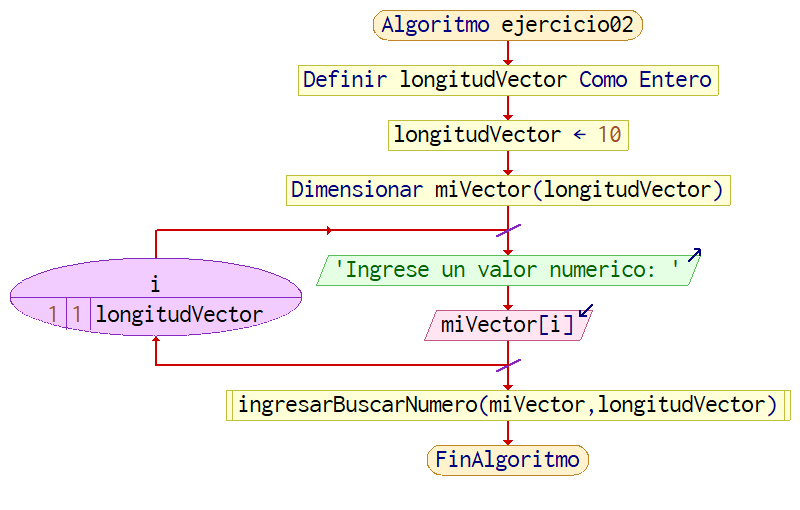 Algoritmo ejercicio02
Definir longitudVector Como Entero
longitudVector ← 10
Dimensionar miVector(longitudVector)
i
1 1 longitudVector
'Ingrese un valor numerico: '
miVector[i]
ingresarBuscarNumero(miVector,longitudVector)
FinAlgoritmo